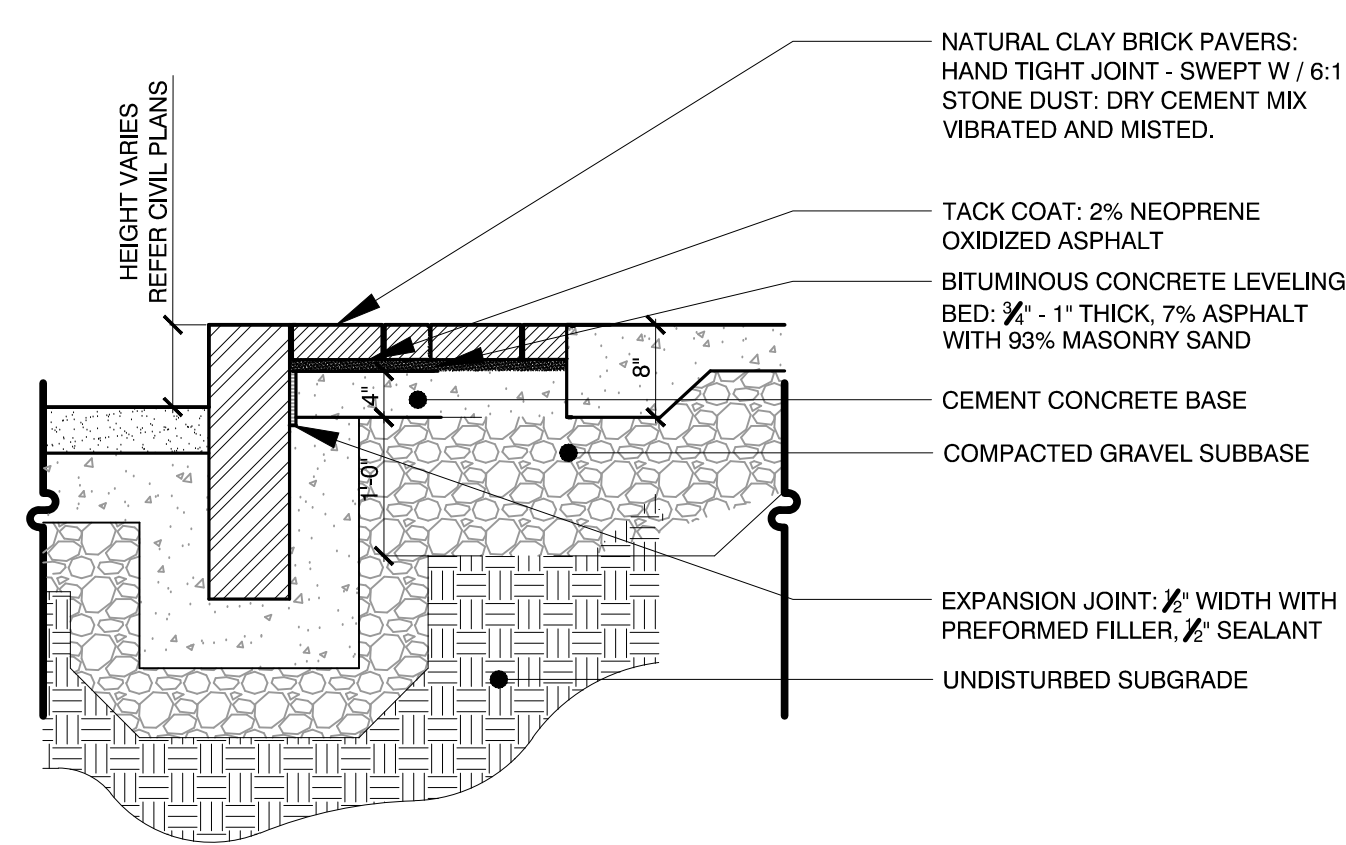 NATURAL CLAY BRICK PAVERS:
HAND TIGHT JOINT - SWEPT W / 6:1
STONE DUST: DRY CEMENT MIX
VIBRATED AND MISTED.
HEIGHT VARIES
REFER CIVIL PLANS
TACK COAT: 2% NEOPRENE
OXIDIZED ASPHALT
BITUMINOUS CONCRETE LEVELING
BED: 3/4" - 1" THICK, 7% ASPHALT
WITH 93% MASONRY SAND
8"
4"
CEMENT CONCRETE BASE
COMPACTED GRAVEL SUBBASE
1'-0"
EXPANSION JOINT: 1/2" WIDTH WITH
PREFORMED FILLER, 1/2" SEALANT
UNDISTURBED SUBGRADE